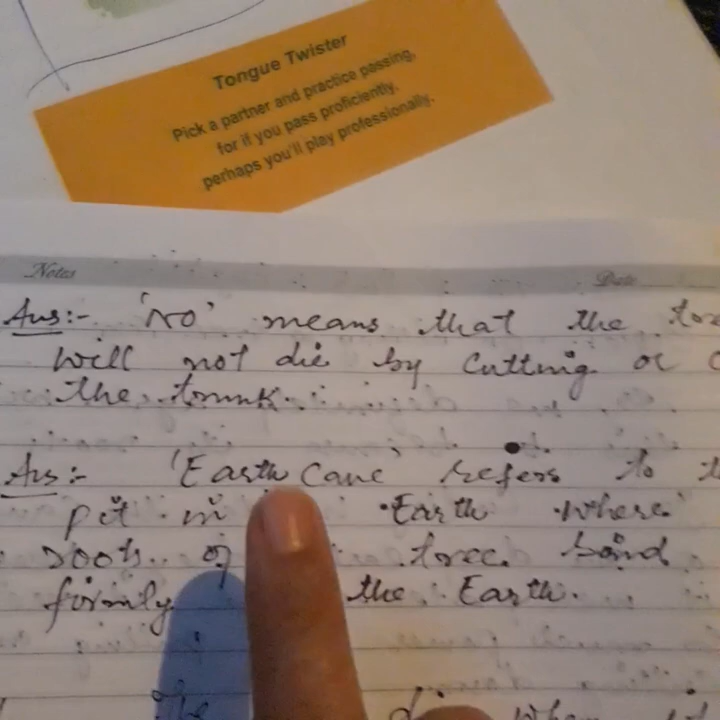 Tongue Twister
Pick a partner and practice passing,
for if you pass proficiently,
perhaps you'll play professionally.
Notes Date
Ans:- 'No' means that the
will not die by cutting or
the trunk.
Ans:- 'Earth Cave' refers to
pit in Earth where
roots of tree bond
firmly the Earth.